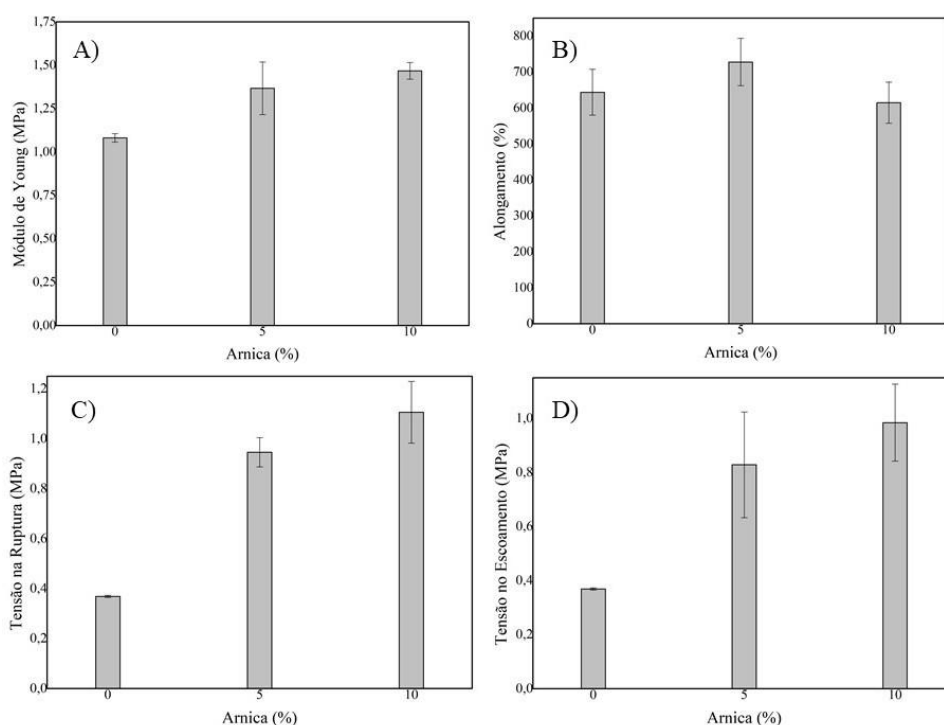 A)
Módulo de Young (MPa)
1,75
1,50
1,25
1,00
0,75
0,50
0,25
0,00
0 5 10
Arnica (%)
B)
Alongamento (%)
800
700
600
500
400
300
200
100
0
0 5 10
Arnica (%)
C)
Tensão na Ruptura (MPa)
1,2
1,0
0,8
0,6
0,4
0,2
0,0
0 5 10
Arnica (%)
D)
Tensão no Escoamento (MPa)
1,0
0,8
0,6
0,4
0,2
0,0
0 5 10
Arnica (%)